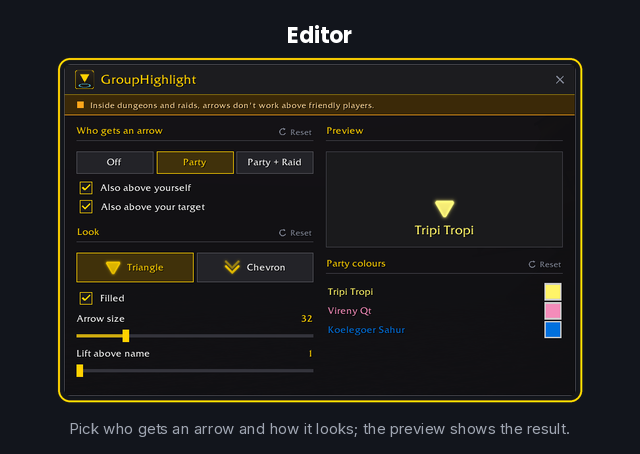 Editor
GroupHighlight
Inside dungeons and raids, arrows don't work above friendly players.
Who gets an arrow
Reset
Off
Party
Party + Raid
Also above yourself
Also above your target
Look
Reset
Triangle
Chevron
Filled
Arrow size
32
Lift above name
1
Preview
Tripi Tropi
Party colours
Reset
Tripi Tropi
Vireny Qt
Koelegoer Sahur
Pick who gets an arrow and how it looks; the preview shows the result.